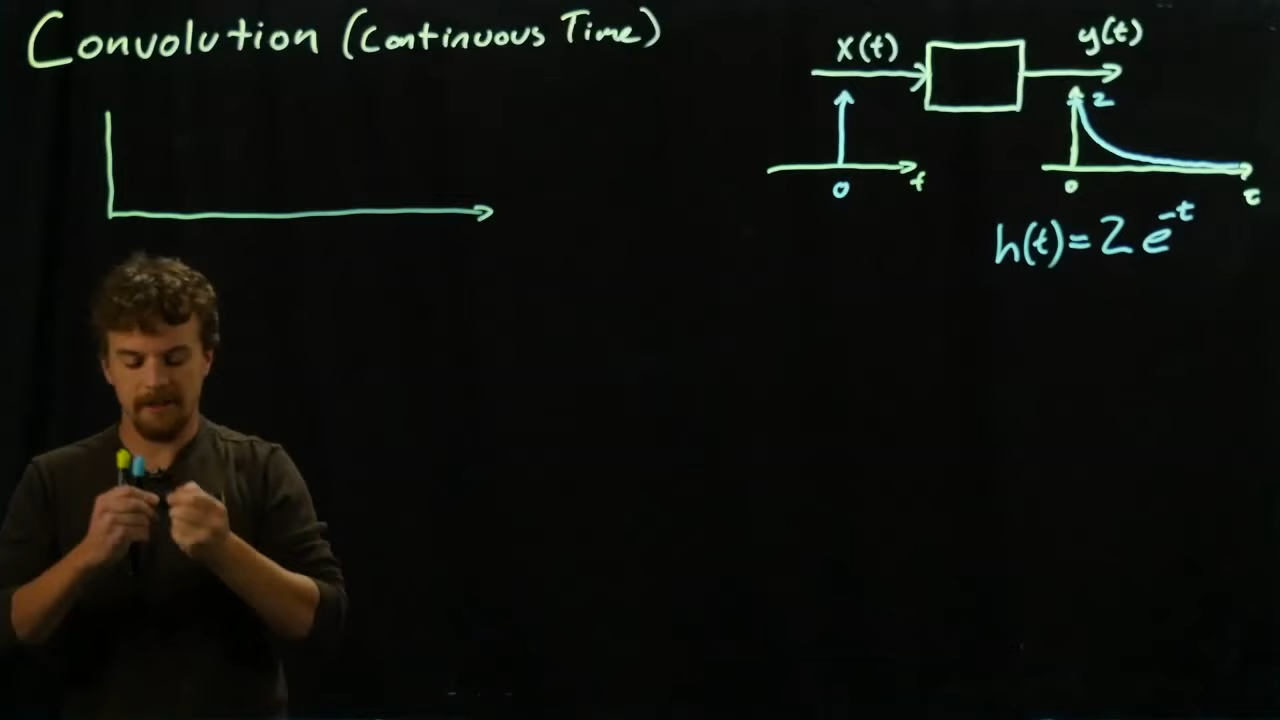 Convolution (Continuous Time)
x(t)
y(t)
2
0
t
0
t
h(t)=2e^-t